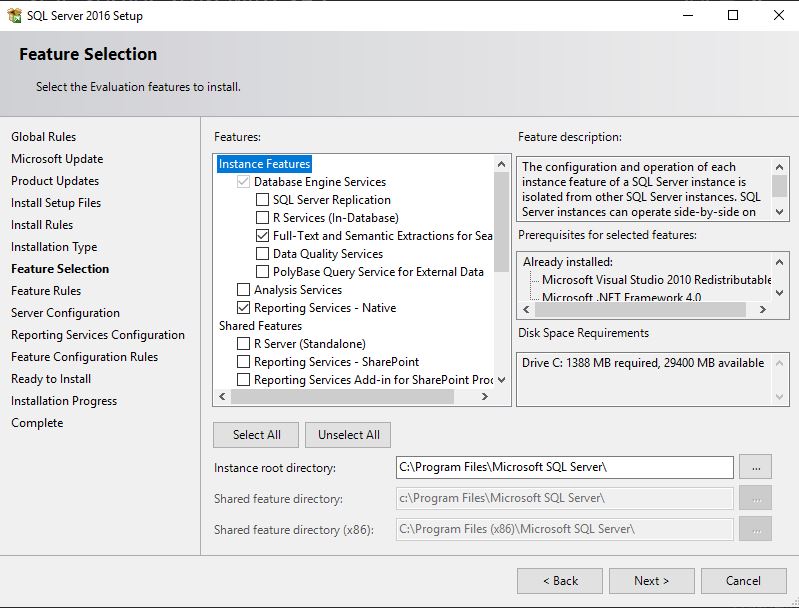 SQL Server 2016 Setup
Feature Selection
Select the Evaluation features to install.
Global Rules
Microsoft Update
Product Updates
Install Setup Files
Install Rules
Installation Type
Feature Selection
Feature Rules
Server Configuration
Reporting Services Configuration
Feature Configuration Rules
Ready to Install
Installation Progress
Complete
Features:
Instance Features
Database Engine Services
SQL Server Replication
R Services (In-Database)
Full-Text and Semantic Extractions for Sea
Data Quality Services
PolyBase Query Service for External Data
Analysis Services
Reporting Services - Native
Shared Features
R Server (Standalone)
Reporting Services - SharePoint
Reporting Services Add-in for SharePoint Proc
Feature description:
The configuration and operation of each
instance feature of a SQL Server instance is
isolated from other SQL Server instances. SQL
Server instances can operate side-by-side on
Prerequisites for selected features:
Already installed:
Microsoft Visual Studio 2010 Redistributable
Microsoft .NET Framework 4.0
Disk Space Requirements
Drive C: 1388 MB required, 29400 MB available
Select All
Unselect All
Instance root directory:
C:\Program Files\Microsoft SQL Server\
...
Shared feature directory:
c:\Program Files\Microsoft SQL Server\
...
Shared feature directory (x86):
C:\Program Files (x86)\Microsoft SQL Server\
...
< Back
Next >
Cancel